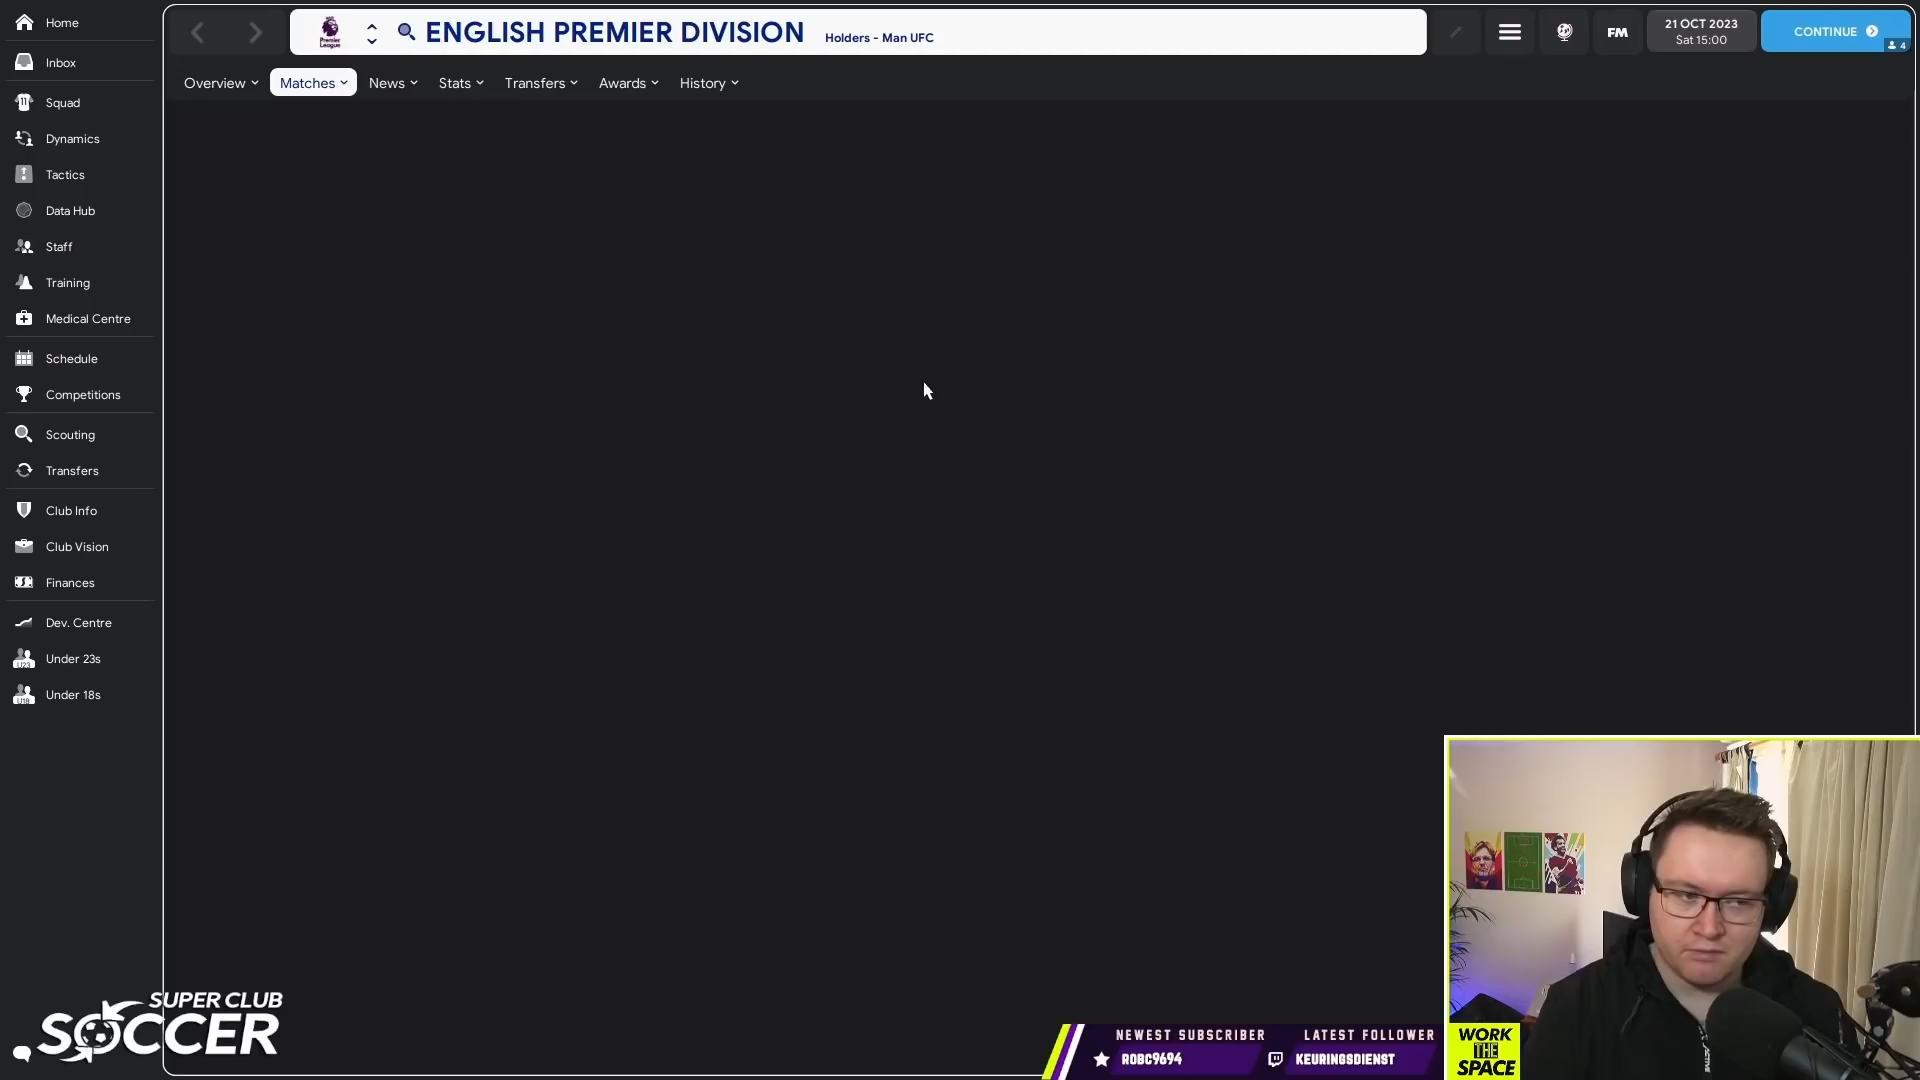 Home
Inbox
Squad
Dynamics
Tactics
Data Hub
Staff
Training
Medical Centre
Schedule
Competitions
Scouting
Transfers
Club Info
Club Vision
Finances
Dev. Centre
Under 23s
Under 18s
Premier League
ENGLISH PREMIER DIVISION
Holders - Man UFC
FM
21 OCT 2023
Sat 15:00
CONTINUE
4
Overview
Matches
News
Stats
Transfers
Awards
History
SUPER CLUB
SOCCER
NEWEST SUBSCRIBER
ROBC9694
LATEST FOLLOWER
KEURINGSDIENST
WORK
THE
SPACE